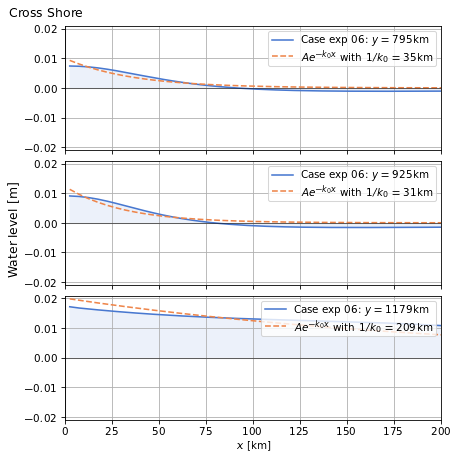 Cross Shore
0.02
0.01
0.00
−0.01
−0.02
Case exp 06: y = 795km
Ae^{−k₀x} with 1/k₀ = 35km
0.02
0.01
0.00
−0.01
−0.02
Case exp 06: y = 925km
Ae^{−k₀x} with 1/k₀ = 31km
Water level [m]
0.02
0.01
0.00
−0.01
−0.02
Case exp 06: y = 1179km
Ae^{−k₀x} with 1/k₀ = 209km
0 25 50 75 100 125 150 175 200
x [km]